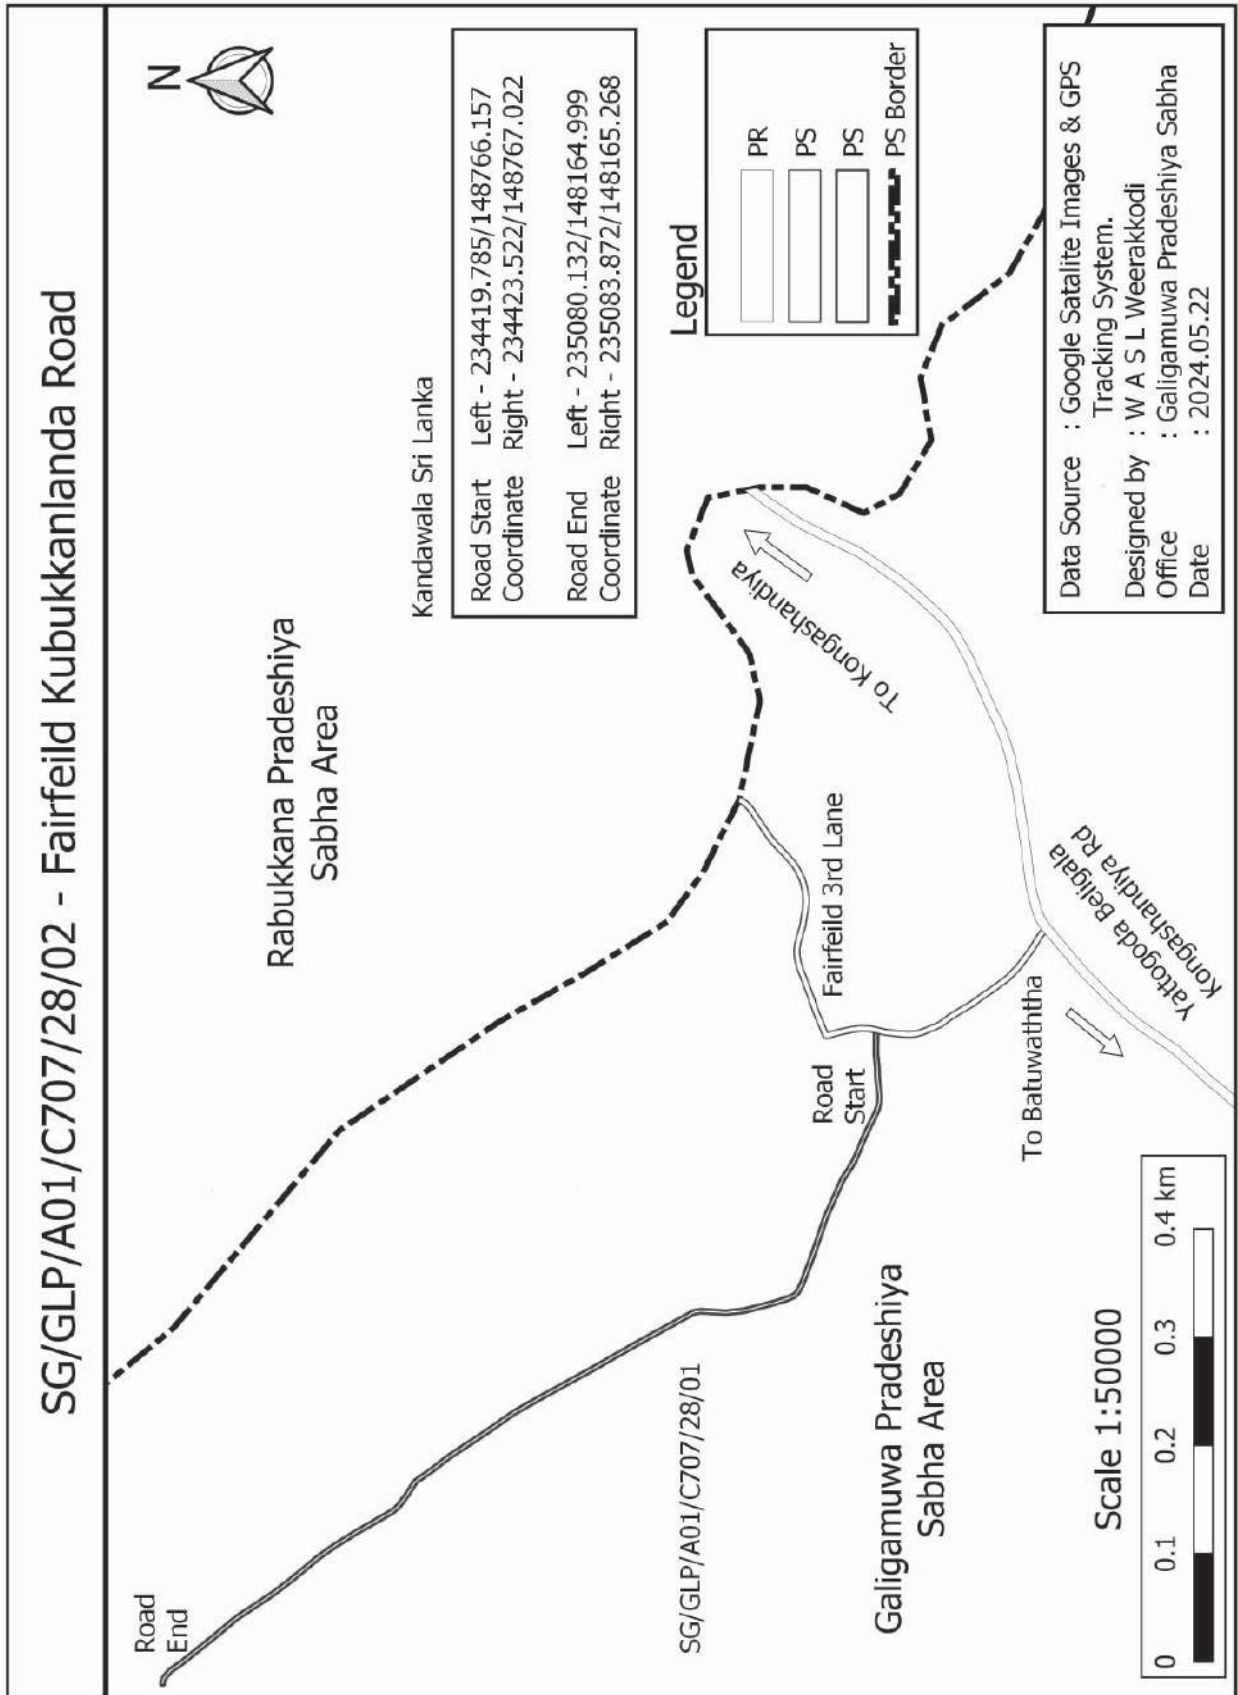 SG/GLP/A01/C707/28/02 - Fairfeild Kubukkanlanda Road
N
Rabukkana Pradeshiya
Sabha Area
Kandawala Sri Lanka
Road Start Left - 234419.785/148766.157
Coordinate Right - 234423.522/148767.022
Road End Left - 235080.132/148164.999
Coordinate Right - 235083.872/148165.268
Legend
PR
PS
PS
PS Border
Road
End
To Kongashandiya
Fairfeild 3rd Lane
Road
Start
SG/GLP/A01/C707/28/01
Galigamuwa Pradeshiya
Sabha Area
To Batuwaththa
Yattogoda Beligala
Kongashandiya Rd
Scale 1:50000
0 0.1 0.2 0.3 0.4 km
Data Source : Google Satalite Images & GPS
Tracking System.
Designed by : W A S L Weerakkodi
Office : Galigamuwa Pradeshiya Sabha
Date : 2024.05.22